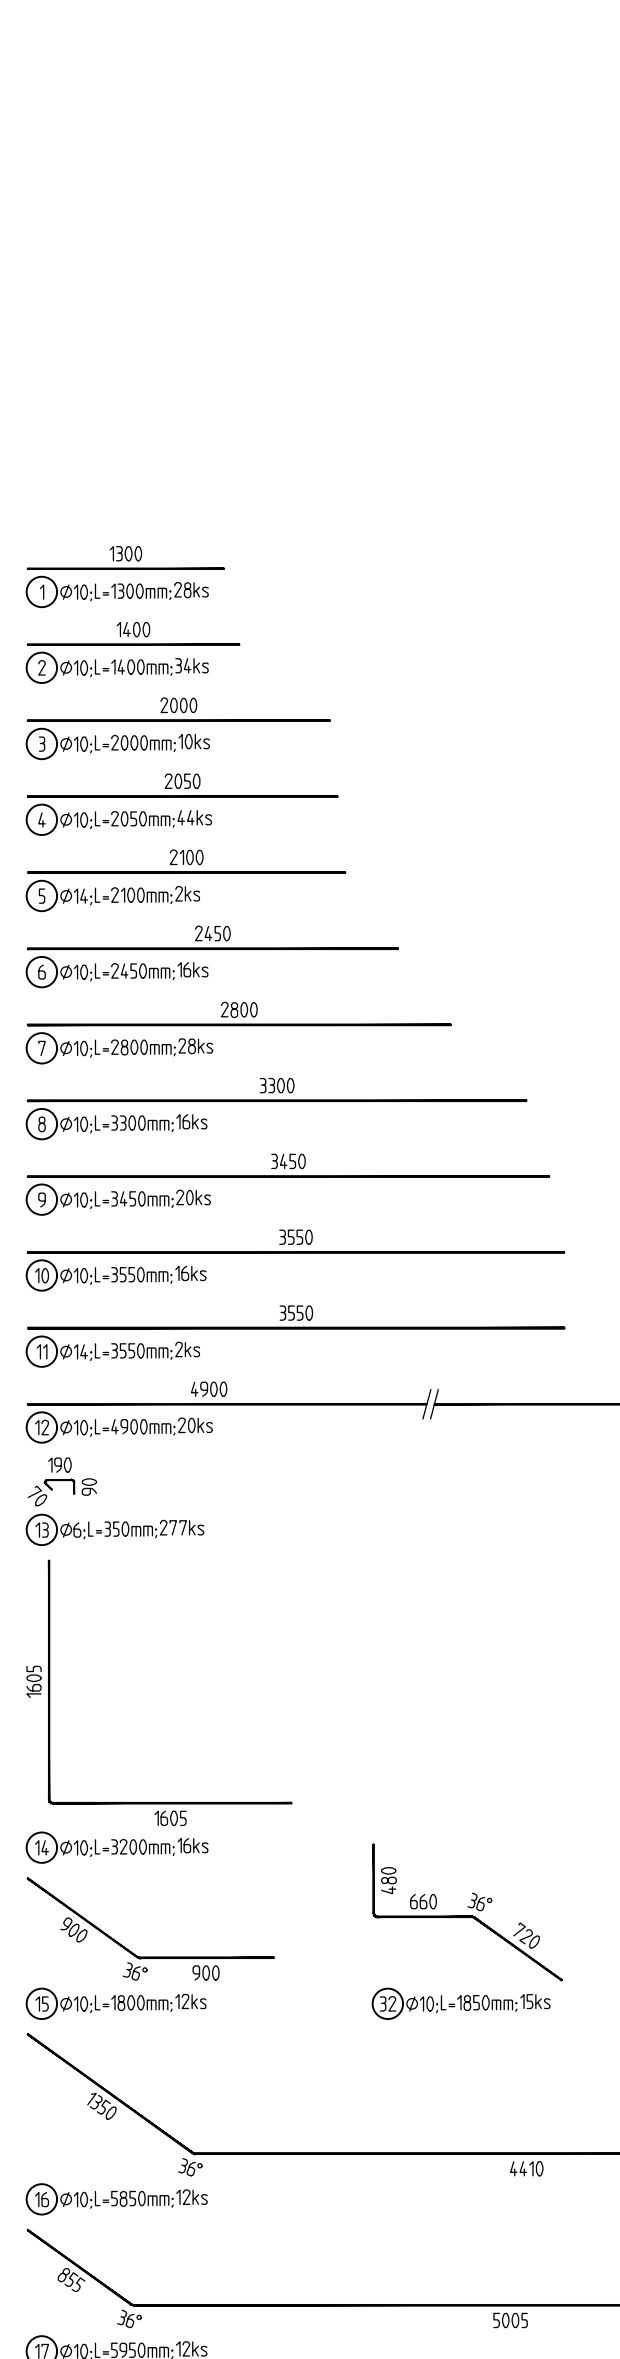 1300
1 Ø10;L=1300mm;28ks
1400
2 Ø10;L=1400mm;34ks
2000
3 Ø10;L=2000mm;10ks
2050
4 Ø10;L=2050mm;44ks
2100
5 Ø14;L=2100mm;2ks
2450
6 Ø10;L=2450mm;16ks
2800
7 Ø10;L=2800mm;28ks
3300
8 Ø10;L=3300mm;16ks
3450
9 Ø10;L=3450mm;20ks
3550
10 Ø10;L=3550mm;16ks
3550
11 Ø14;L=3550mm;2ks
4900
12 Ø10;L=4900mm;20ks
190
70
90
13 Ø6;L=350mm;277ks
1605
1605
14 Ø10;L=3200mm;16ks
900
36°
900
15 Ø10;L=1800mm;12ks
480
660
36°
720
32 Ø10;L=1850mm;15ks
1350
36°
4410
16 Ø10;L=5850mm;12ks
855
36°
5005
17 Ø10;L=5950mm;12ks